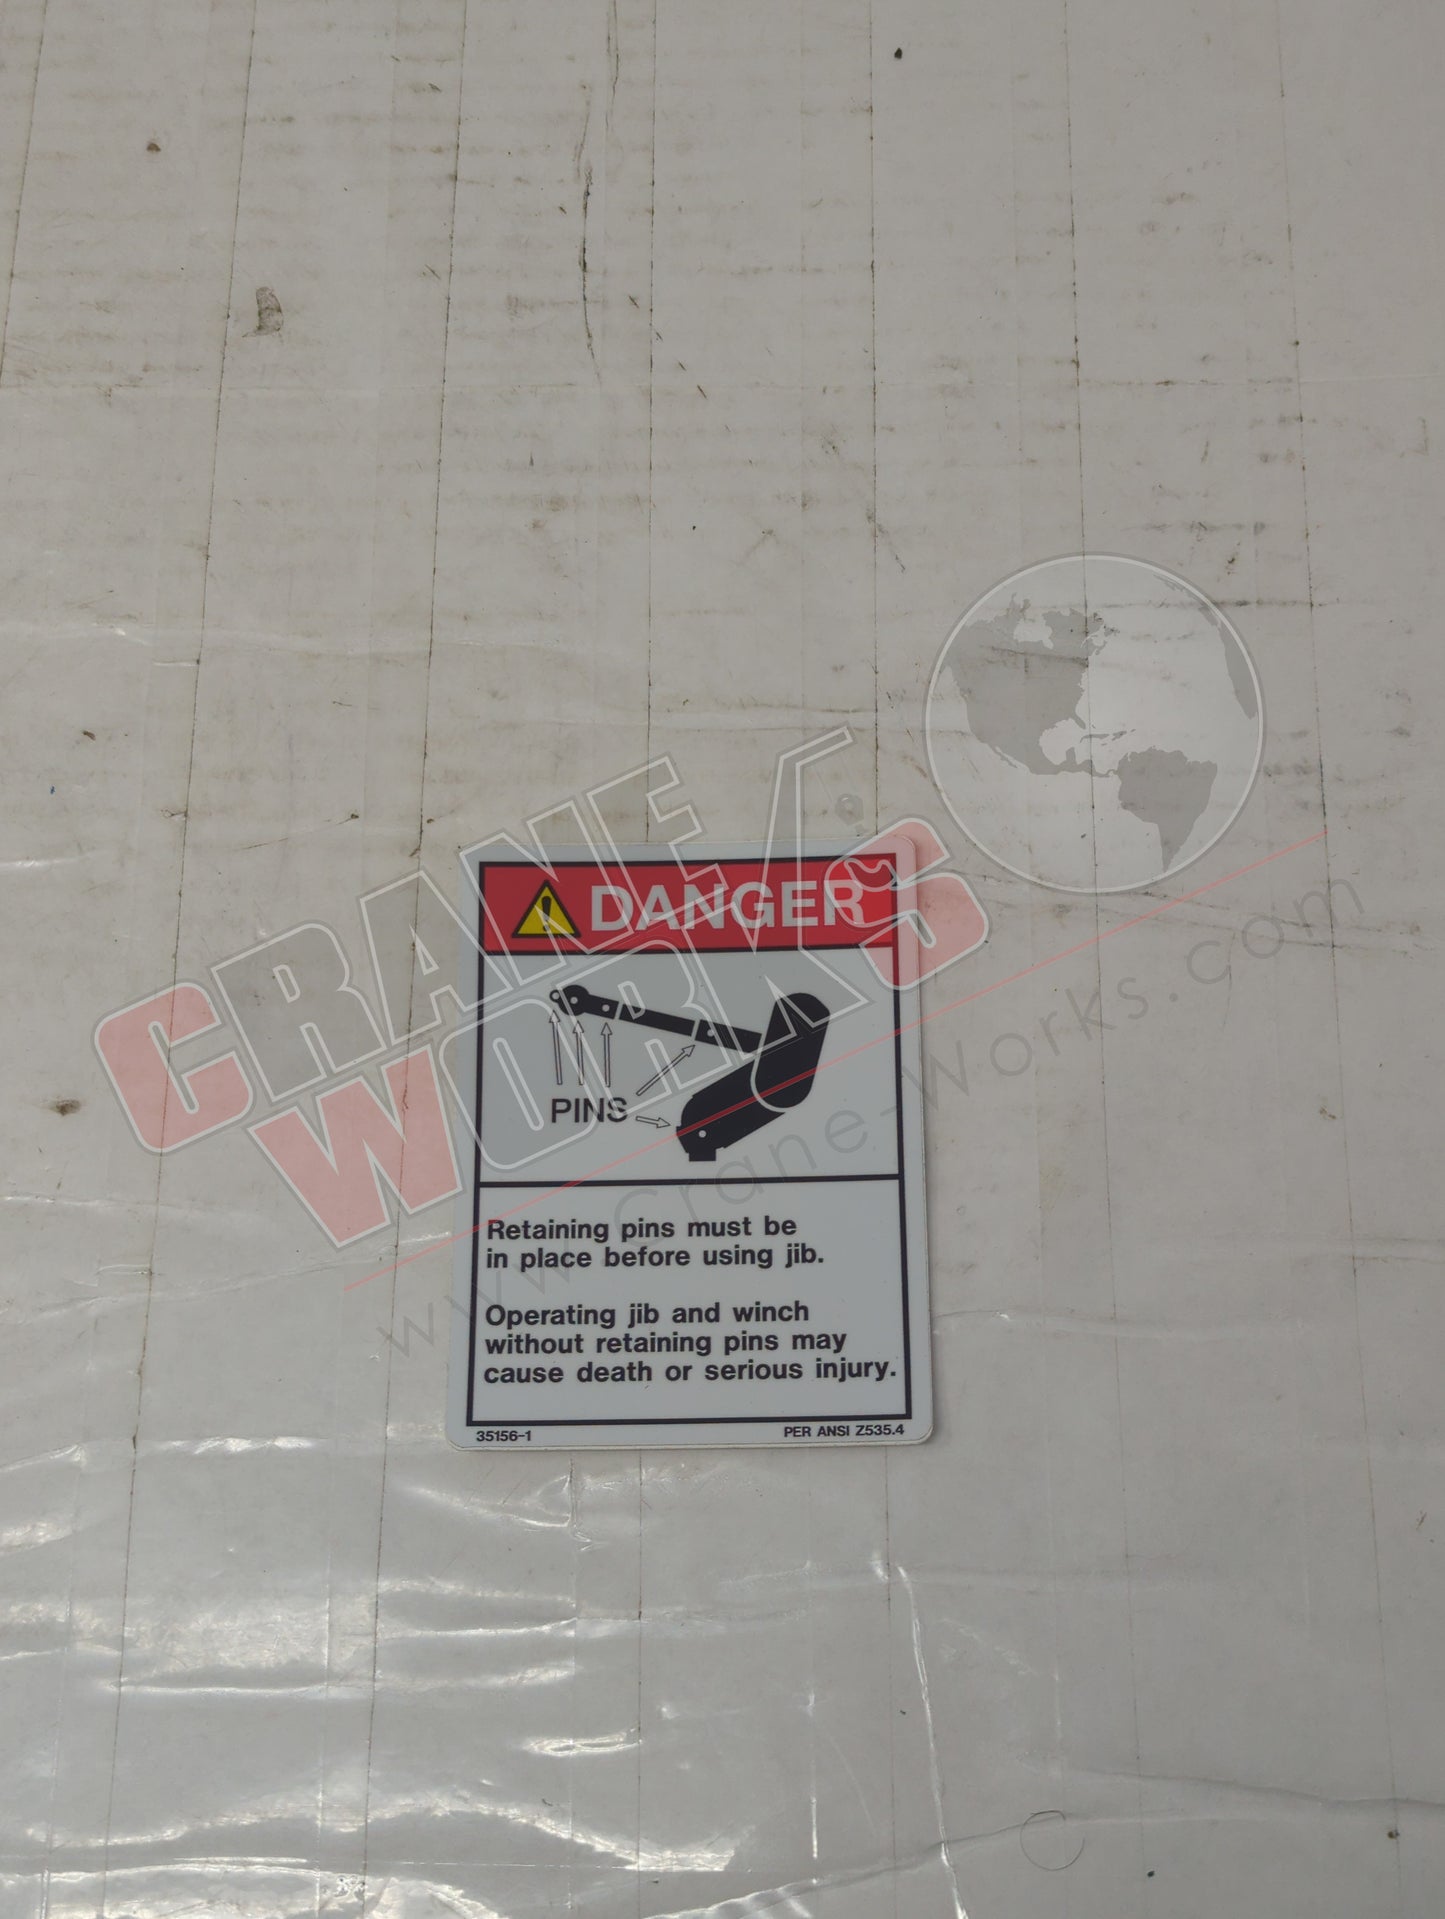 DANGER
PINS
Retaining pins must be
in place before using jib.
Operating jib and winch
without retaining pins may
cause death or serious injury.
35156-1
PER ANSI Z535.4
CRANE
WORKS
www.Crane-Works.com